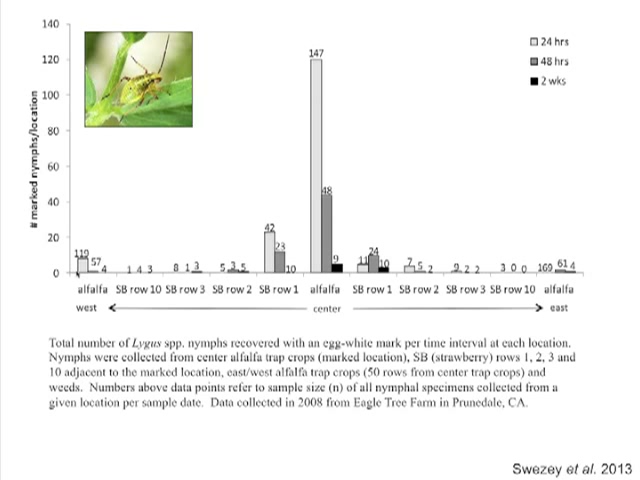 140
120
100
80
60
40
20
0
# marked nymphs/location
24 hrs
48 hrs
2 wks
119 57 4
1 4 3
8 1 3
5 3 5
42 23 10
147 48 9
11 24 10
7 5 2
9 2 2
3 0 0
169 61 4
alfalfa SB row 10 SB row 3 SB row 2 SB row 1 alfalfa SB row 1 SB row 2 SB row 3 SB row 10 alfalfa
west center east
Total number of Lygus spp. nymphs recovered with an egg-white mark per time interval at each location.
Nymphs were collected from center alfalfa trap crops (marked location), SB (strawberry) rows 1, 2, 3 and
10 adjacent to the marked location, east/west alfalfa trap crops (50 rows from center trap crops) and
weeds. Numbers above data points refer to sample size (n) of all nymphal specimens collected from a
given location per sample date. Data collected in 2008 from Eagle Tree Farm in Prunedale, CA.
Swezey et al. 2013